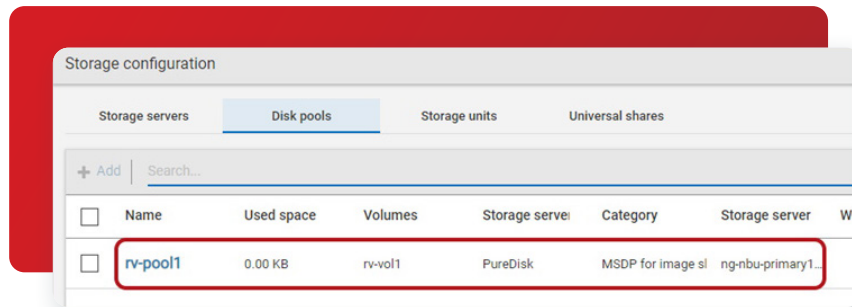 Storage configuration
Storage servers Disk pools Storage units Universal shares
+ Add Search...
Name Used space Volumes Storage server Category Storage server W
rv-pool1 0.00 KB rv-vol1 PureDisk MSDP for image sl ng-nbu-primary1...